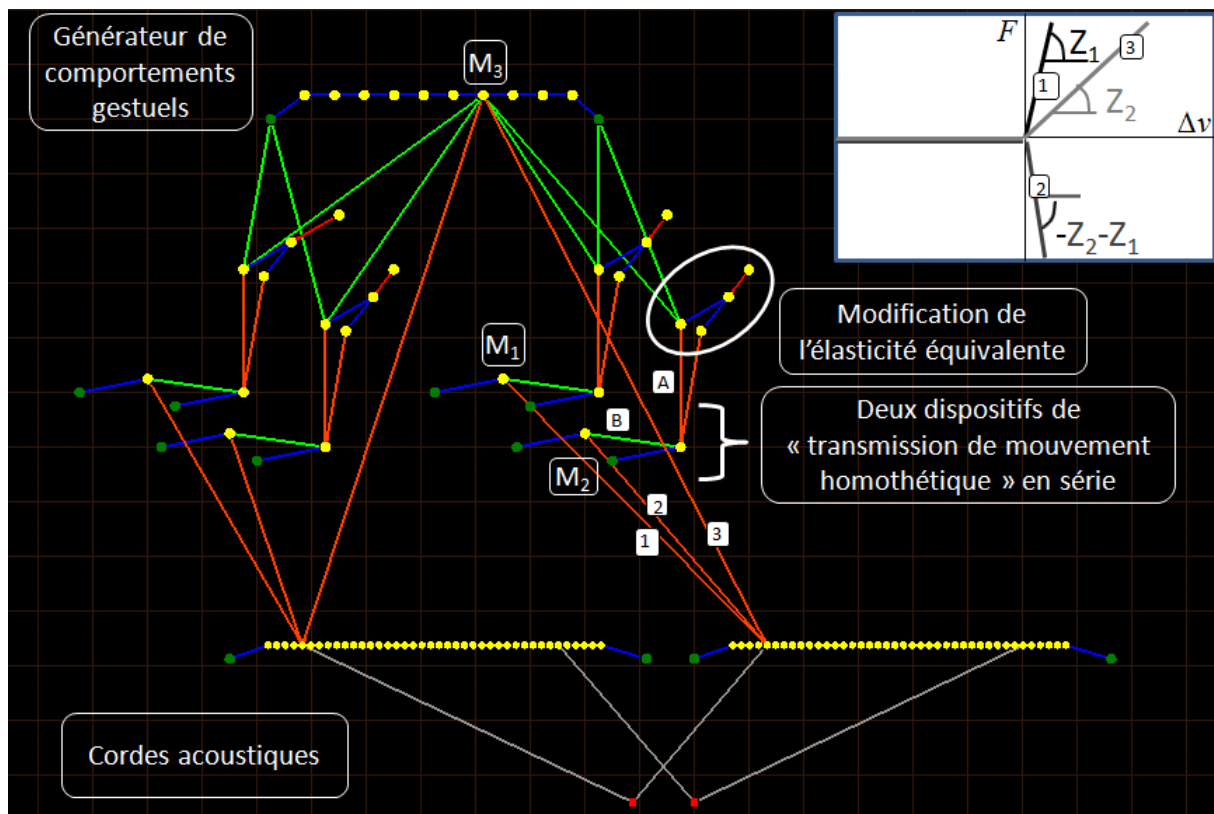 Générateur de
comportements
gestuels
M3
F
Z1
3
1
Z2
Δv
2
-Z2-Z1
Modification de
l’élasticité équivalente
M1
A
B
Deux dispositifs de
« transmission de mouvement
homothétique » en série
M2
2
1
3
Cordes acoustiques